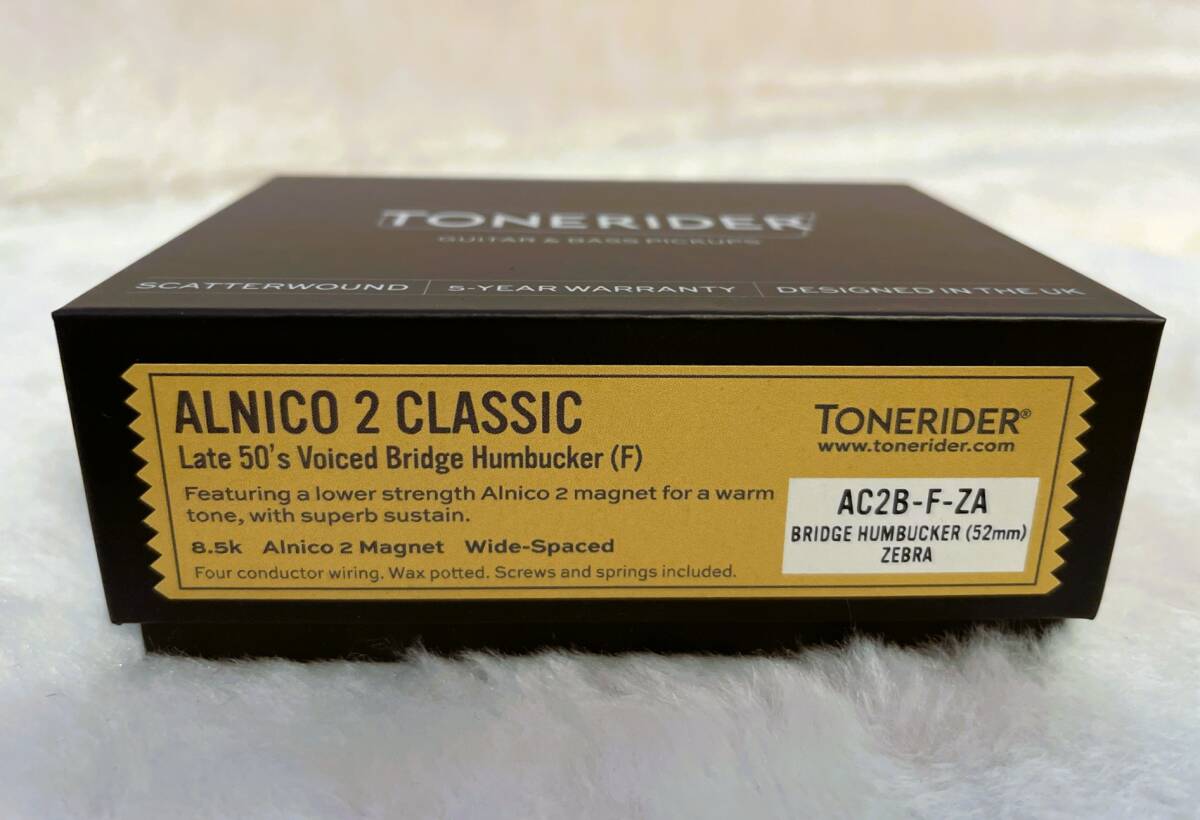 TONERIDER
GUITAR & BASS PICKUPS
SCATTERWOUND | 5-YEAR WARRANTY | DESIGNED IN THE UK
ALNICO 2 CLASSIC
Late 50's Voiced Bridge Humbucker (F)
Featuring a lower strength Alnico 2 magnet for a warm
tone, with superb sustain.
8.5k Alnico 2 Magnet Wide-Spaced
Four conductor wiring. Wax potted. Screws and springs included.
TONERIDER®
www.tonerider.com
AC2B-F-ZA
BRIDGE HUMBUCKER (52mm)
ZEBRA